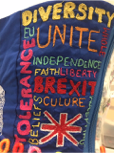 DIVERSITY
EU
UNITE
TOLERANCE
INDEPENDENCE
FAITH LIBERTY
BREXIT
CULURE
BELIEFS